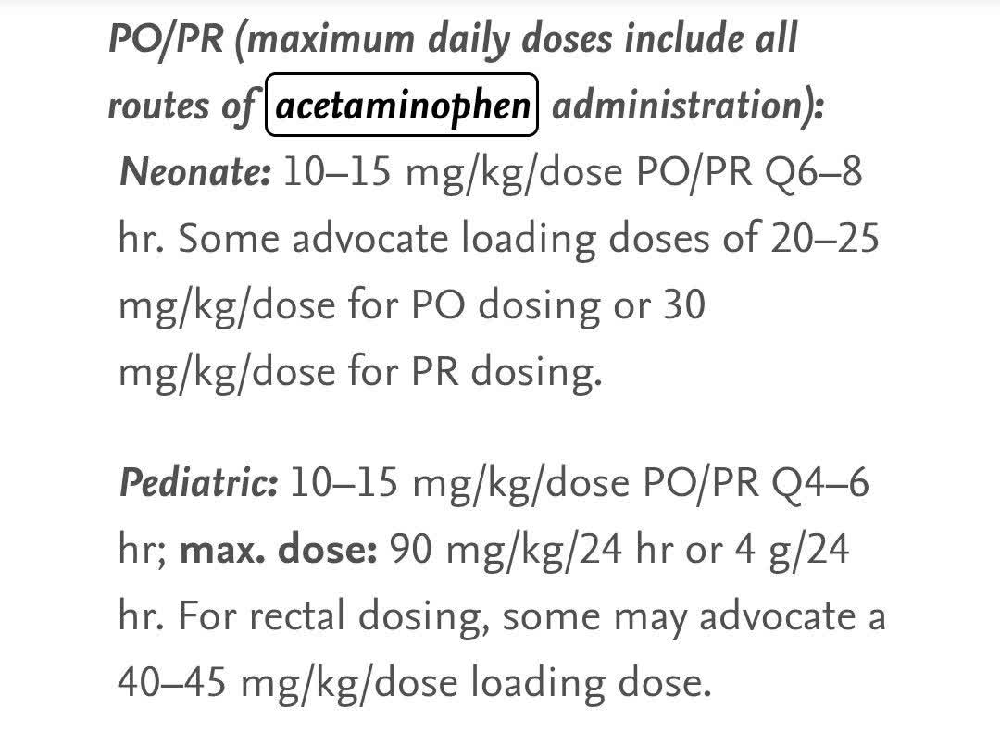 PO/PR (maximum daily doses include all
routes of acetaminophen administration):
Neonate: 10–15 mg/kg/dose PO/PR Q6–8
hr. Some advocate loading doses of 20–25
mg/kg/dose for PO dosing or 30
mg/kg/dose for PR dosing.
Pediatric: 10–15 mg/kg/dose PO/PR Q4–6
hr; max. dose: 90 mg/kg/24 hr or 4 g/24
hr. For rectal dosing, some may advocate a
40–45 mg/kg/dose loading dose.